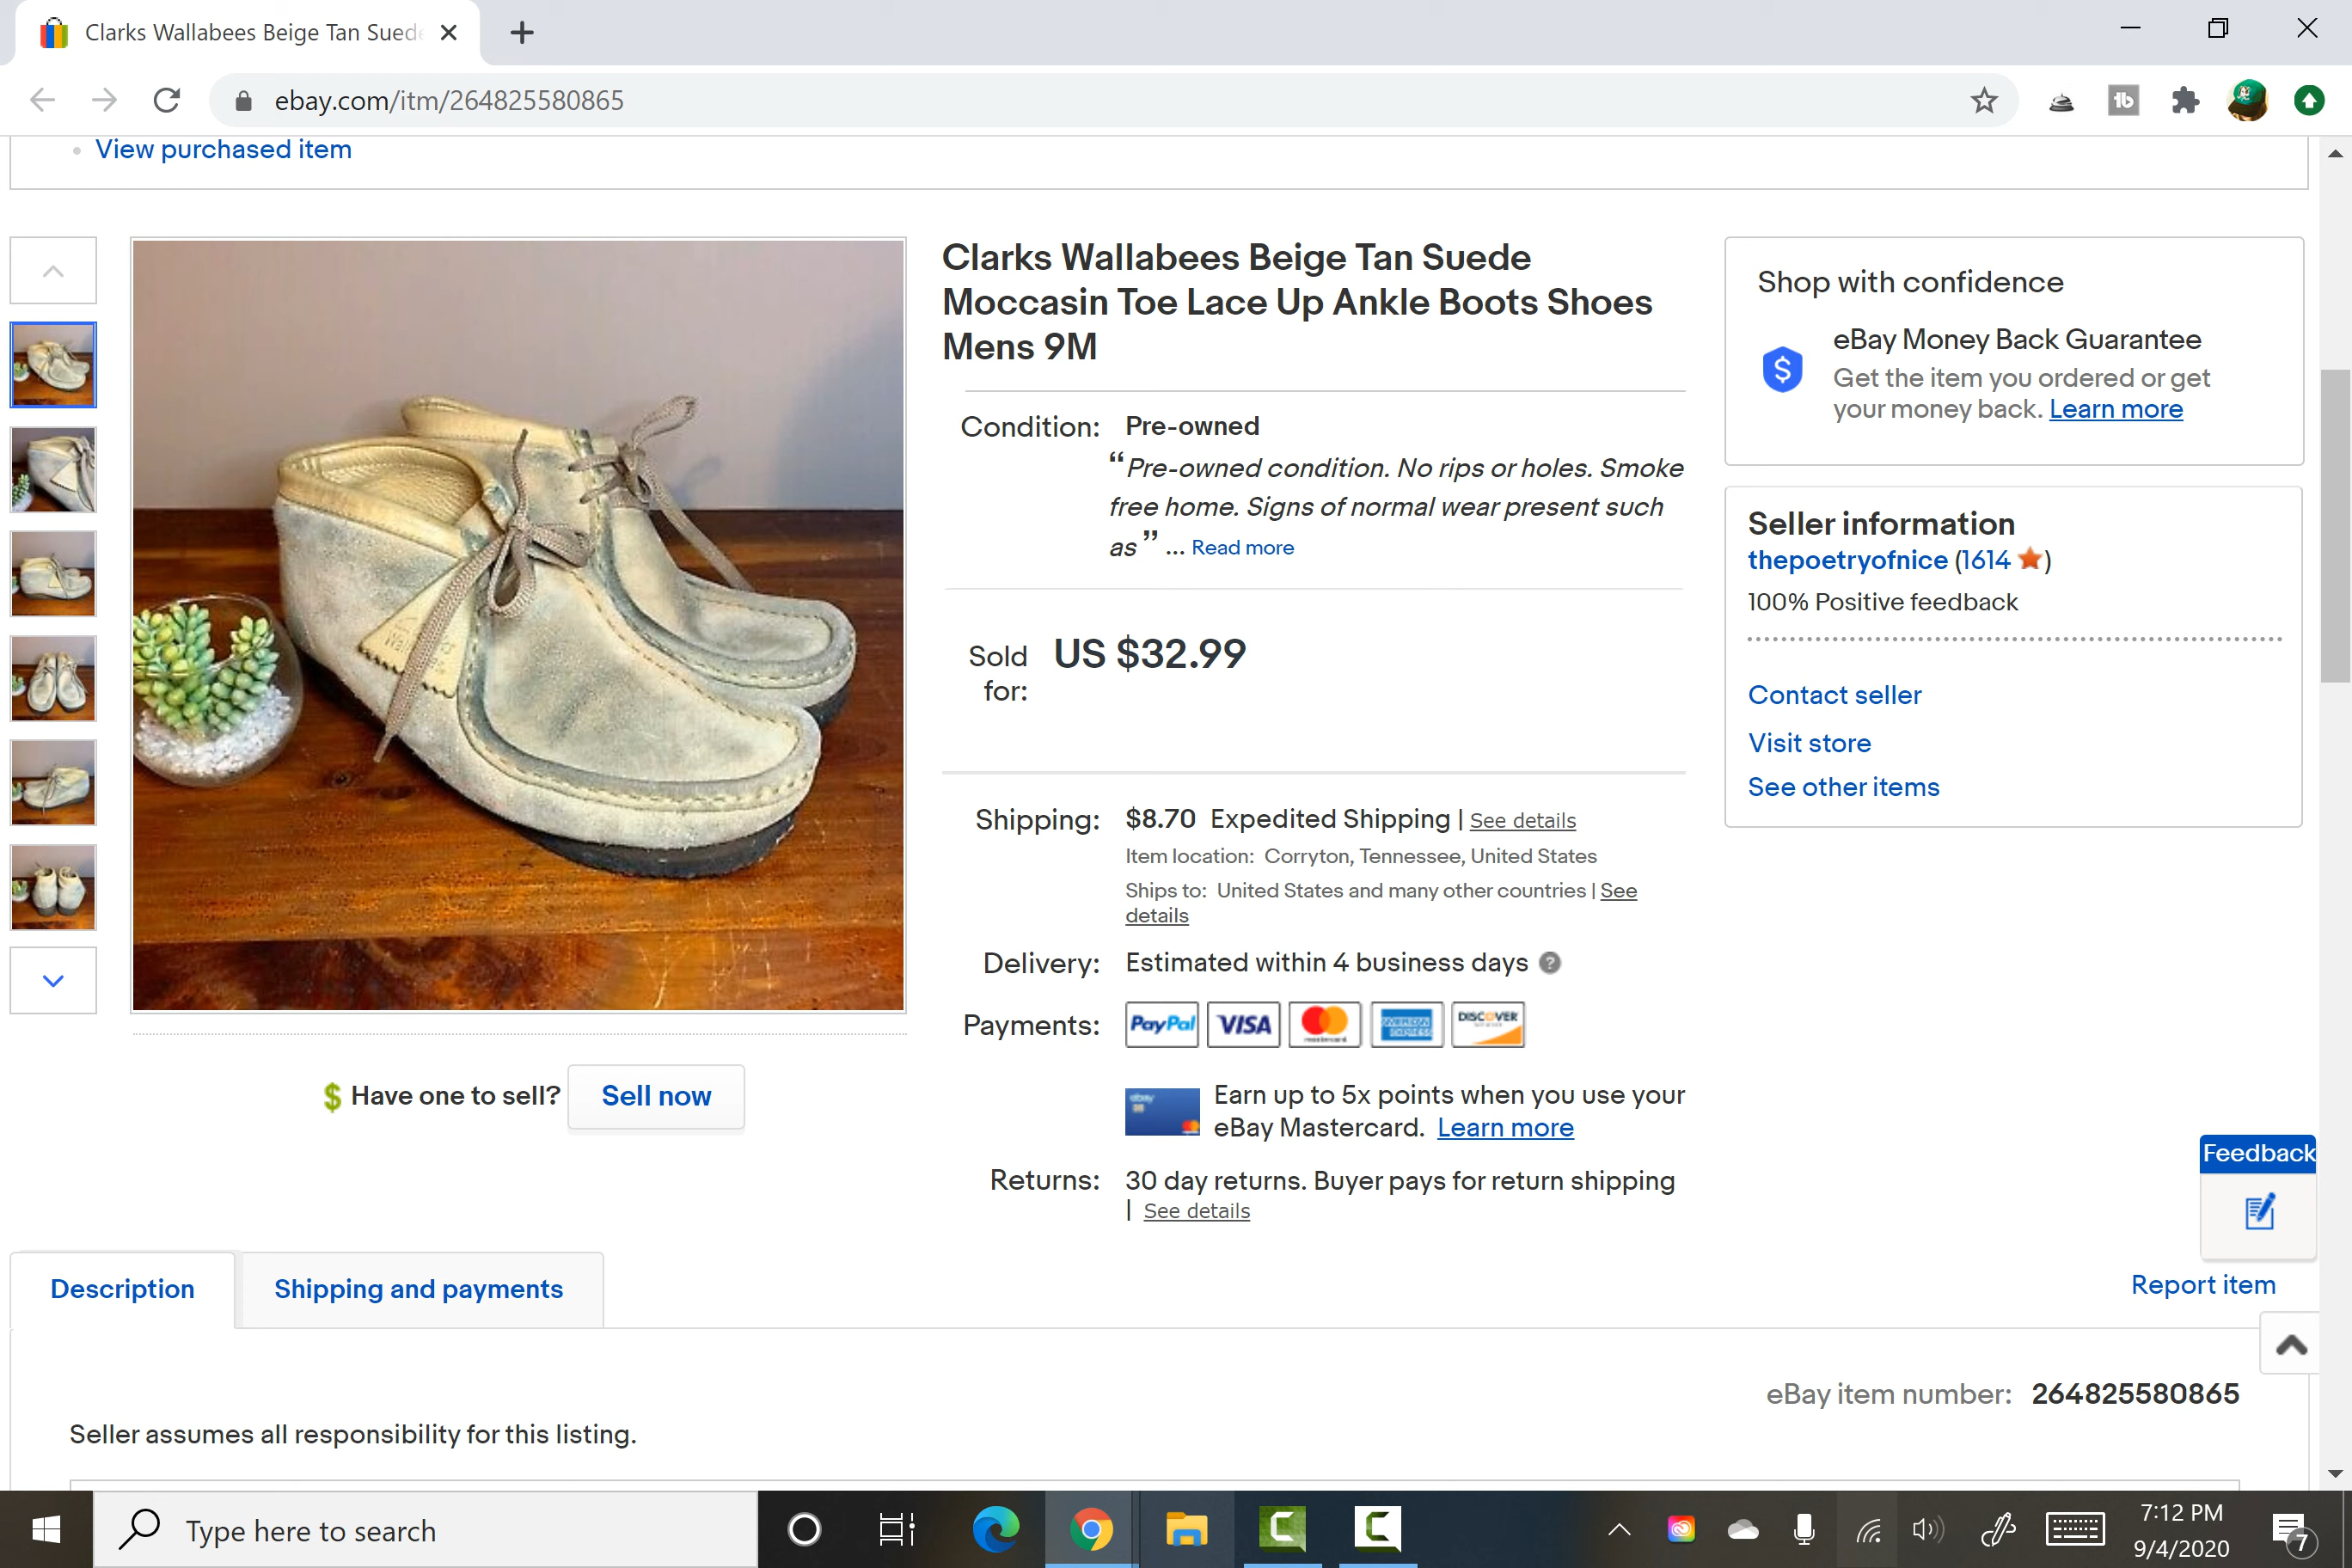 Clarks Wallabees Beige Tan Suede
ebay.com/itm/264825580865
View purchased item
Clarks Wallabees Beige Tan Suede
Moccasin Toe Lace Up Ankle Boots Shoes
Mens 9M
Condition: Pre-owned
“Pre-owned condition. No rips or holes. Smoke
free home. Signs of normal wear present such
as” ... Read more
Sold for: US $32.99
Shipping: $8.70 Expedited Shipping | See details
Item location: Corryton, Tennessee, United States
Ships to: United States and many other countries | See
details
Delivery: Estimated within 4 business days ?
Payments: PayPal VISA mastercard AMERICAN EXPRESS DISCOVER
ebay
Earn up to 5x points when you use your
eBay Mastercard. Learn more
Returns: 30 day returns. Buyer pays for return shipping
| See details
$ Have one to sell? Sell now
Shop with confidence
$
eBay Money Back Guarantee
Get the item you ordered or get
your money back. Learn more
Seller information
thepoetryofnice (1614)
100% Positive feedback
Contact seller
Visit store
See other items
Feedback
Report item
Description
Shipping and payments
eBay item number: 264825580865
Seller assumes all responsibility for this listing.
Type here to search
7:12 PM
9/4/2020
7